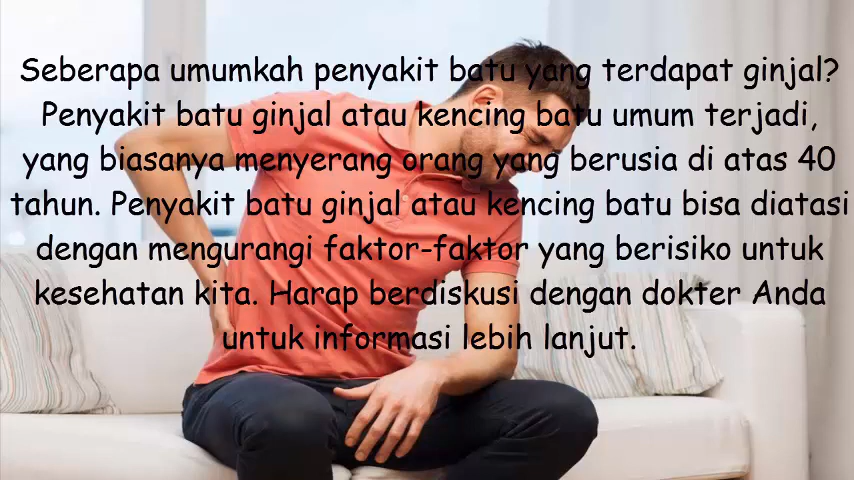 Seberapa umumkah penyakit batu yang terdapat ginjal?
Penyakit batu ginjal atau kencing batu umum terjadi,
yang biasanya menyerang orang yang berusia di atas 40
tahun. Penyakit batu ginjal atau kencing batu bisa diatasi
dengan mengurangi faktor-faktor yang berisiko untuk
kesehatan kita. Harap berdiskusi dengan dokter Anda
untuk informasi lebih lanjut.